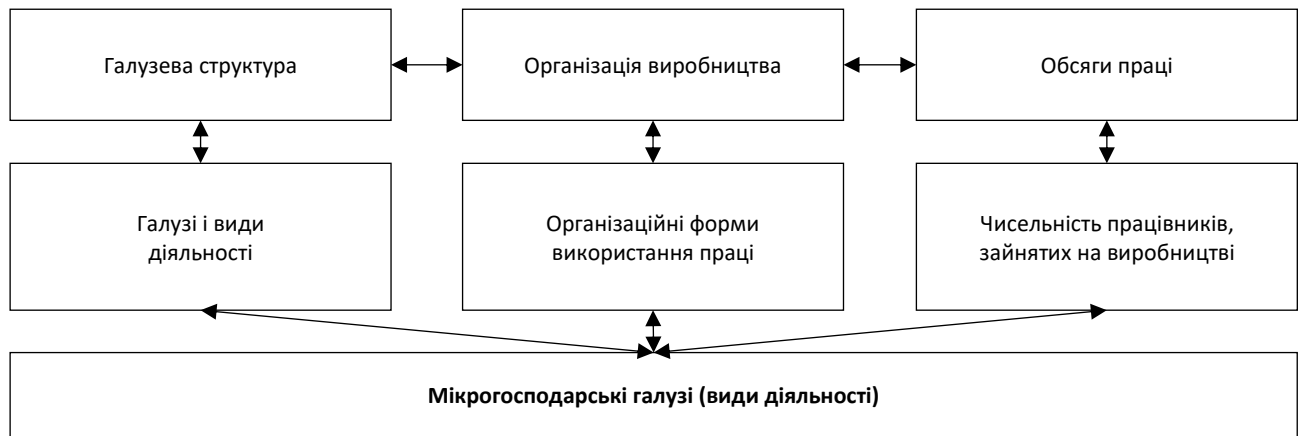 Галузева структура
Організація виробництва
Обсяги праці
Галузі і види
діяльності
Організаційні форми
використання праці
Чисельність працівників,
зайнятих на виробництві
Мікрогосподарські галузі (види діяльності)